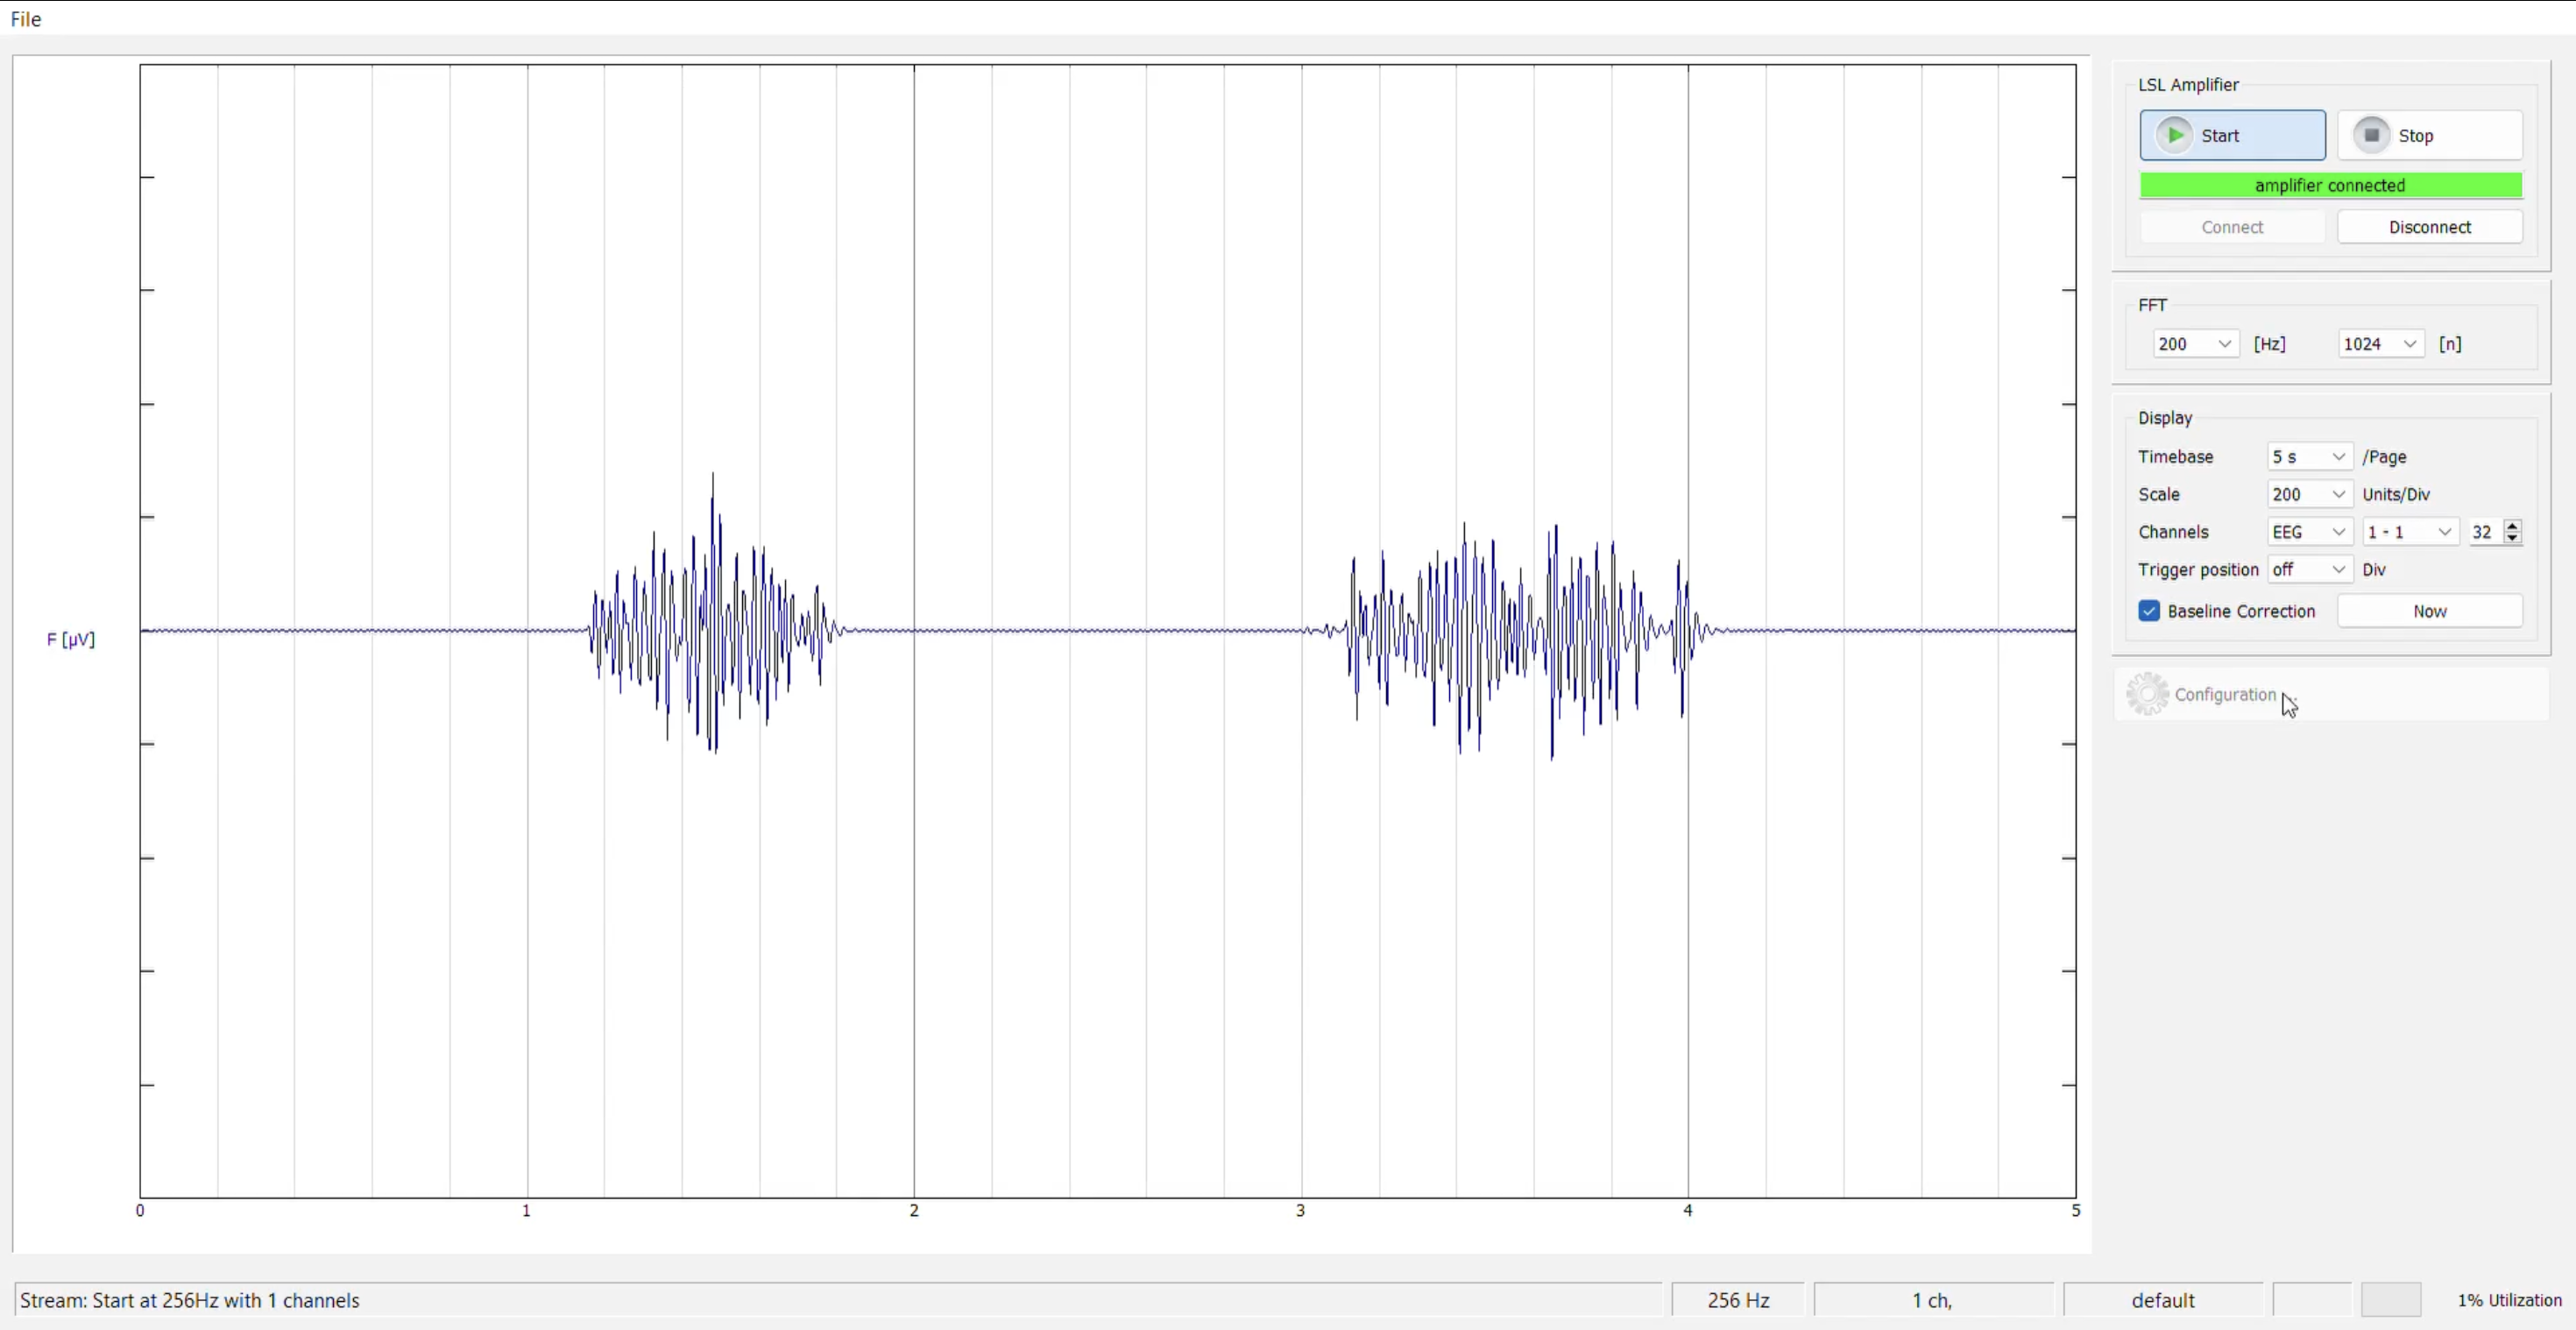 File
LSL Amplifier
Start Stop
amplifier connected
Connect Disconnect
FFT
200 [Hz] 1024 [n]
Display
Timebase 5 s /Page
Scale 200 Units/Div
Channels EEG 1 - 1 32
Trigger position off Div
Baseline Correction Now
Configuration
F [µV]
0 1 2 3 4 5
Stream: Start at 256Hz with 1 channels 256 Hz 1 ch, default 1% Utilization